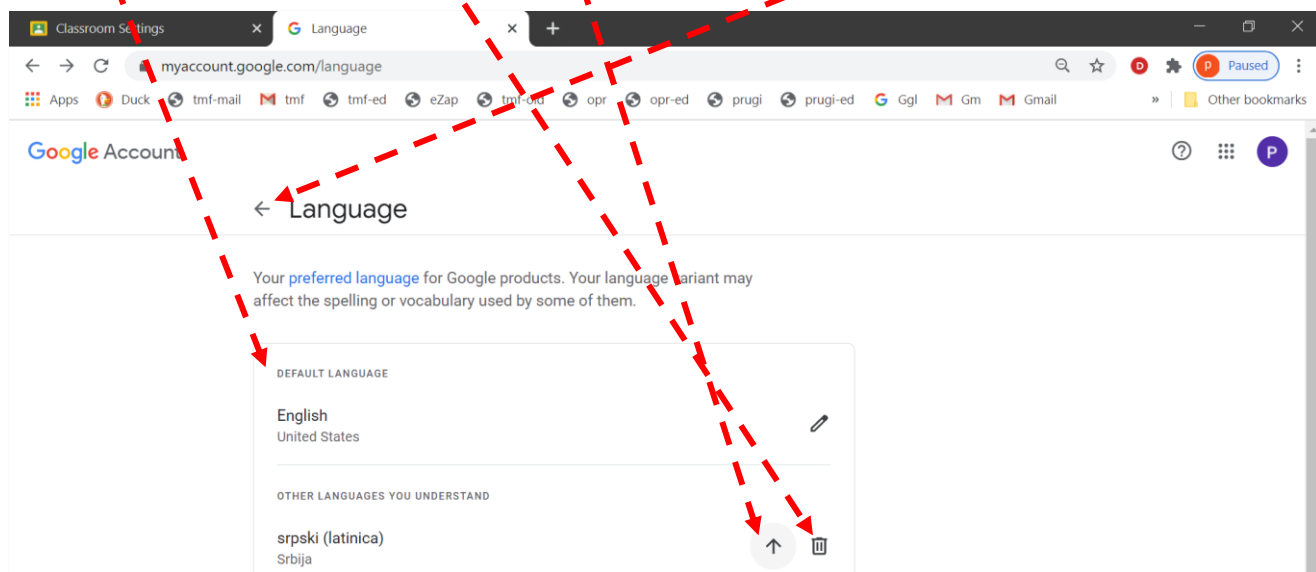 Classroom Settings
G Language
myaccount.google.com/language
P Paused
Apps Duck tmf-mail M tmf tmf-ed eZap tmf-old opr opr-ed prugi prugi-ed G Ggl M Gm M Gmail » Other bookmarks
Google Account
P
Language
Your preferred language for Google products. Your language variant may
affect the spelling or vocabulary used by some of them.
DEFAULT LANGUAGE
English
United States
OTHER LANGUAGES YOU UNDERSTAND
srpski (latinica)
Srbija